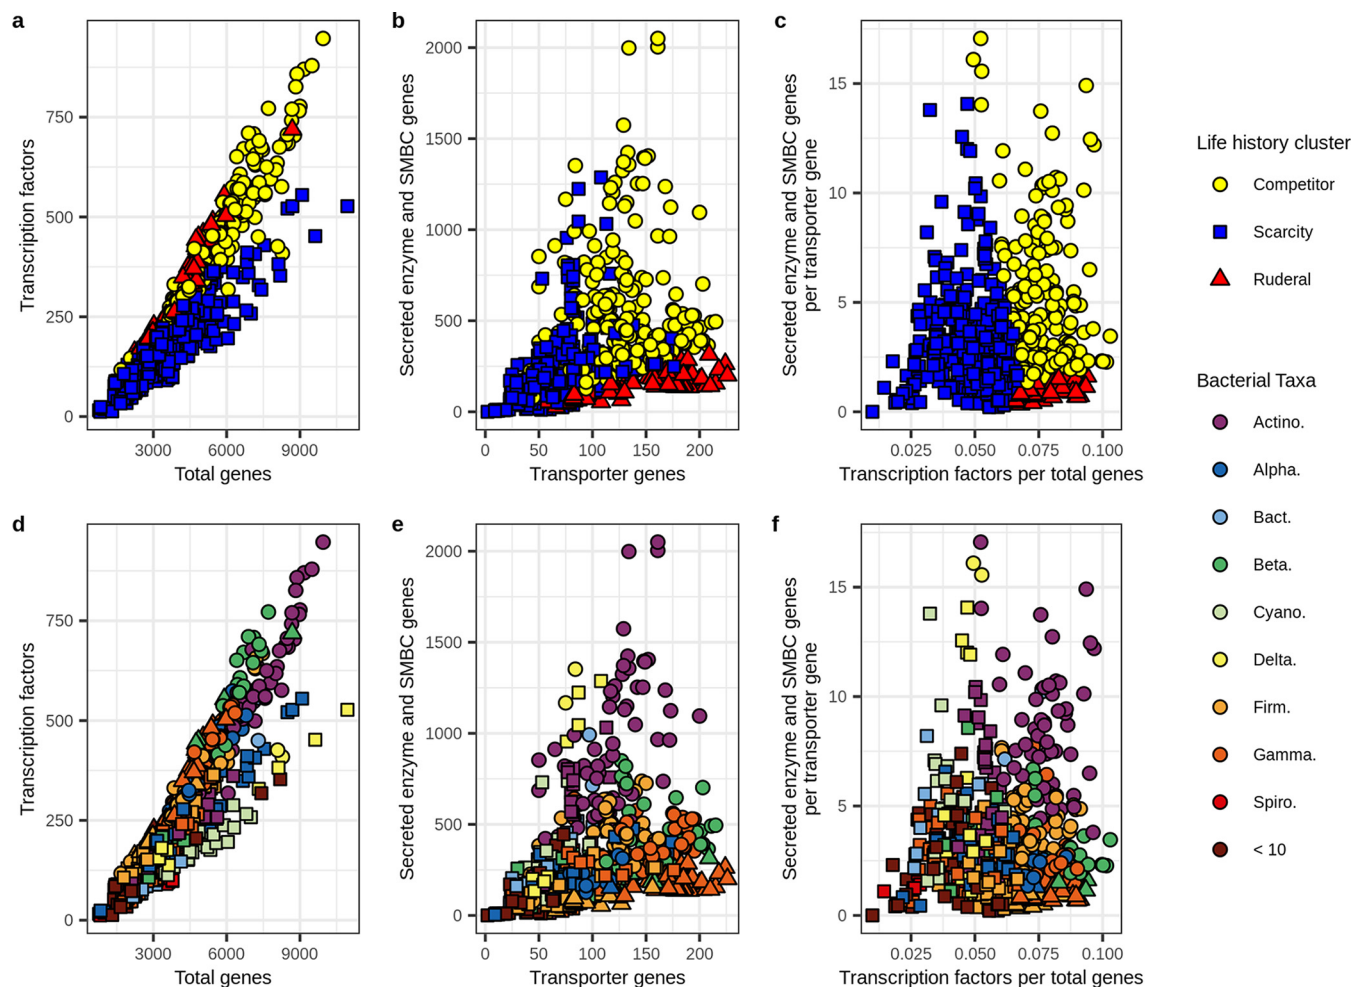 a
b
c
Transcription factors
750
500
250
0
3000
6000
9000
Total genes
Secreted enzyme and SMBC genes
2000
1500
1000
500
0
0
50
100
150
200
Transporter genes
Secreted enzyme and SMBC genes
per transporter gene
15
10
5
0
0.025
0.050
0.075
0.100
Transcription factors per total genes
Life history cluster
Competitor
Scarcity
Ruderal
Bacterial Taxa
Actino.
Alpha.
Bact.
Beta.
Cyano.
Delta.
Firm.
Gamma.
Spiro.
< 10
d
e
f
Transcription factors
750
500
250
0
3000
6000
9000
Total genes
Secreted enzyme and SMBC genes
2000
1500
1000
500
0
0
50
100
150
200
Transporter genes
Secreted enzyme and SMBC genes
per transporter gene
15
10
5
0
0.025
0.050
0.075
0.100
Transcription factors per total genes